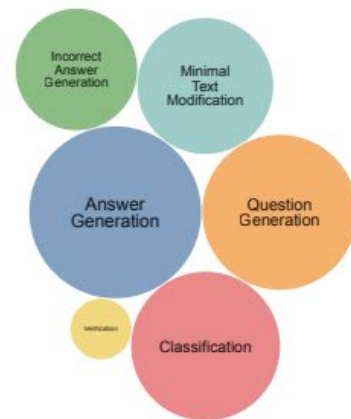 Incorrect
Answer
Generation
Minimal
Text
Modification
Answer
Generation
Question
Generation
Verification
Classification